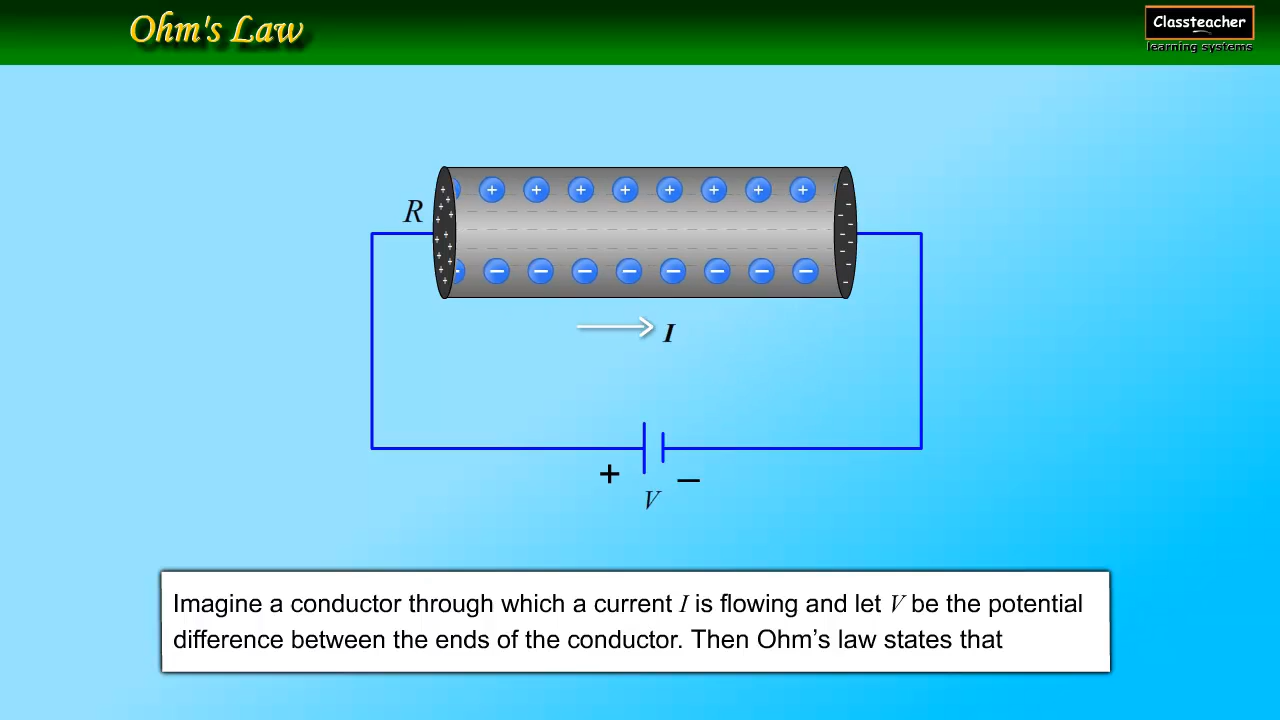 Ohm's Law
Classteacher
learning systems
R
I
+ −
V
Imagine a conductor through which a current I is flowing and let V be the potential
difference between the ends of the conductor. Then Ohm’s law states that